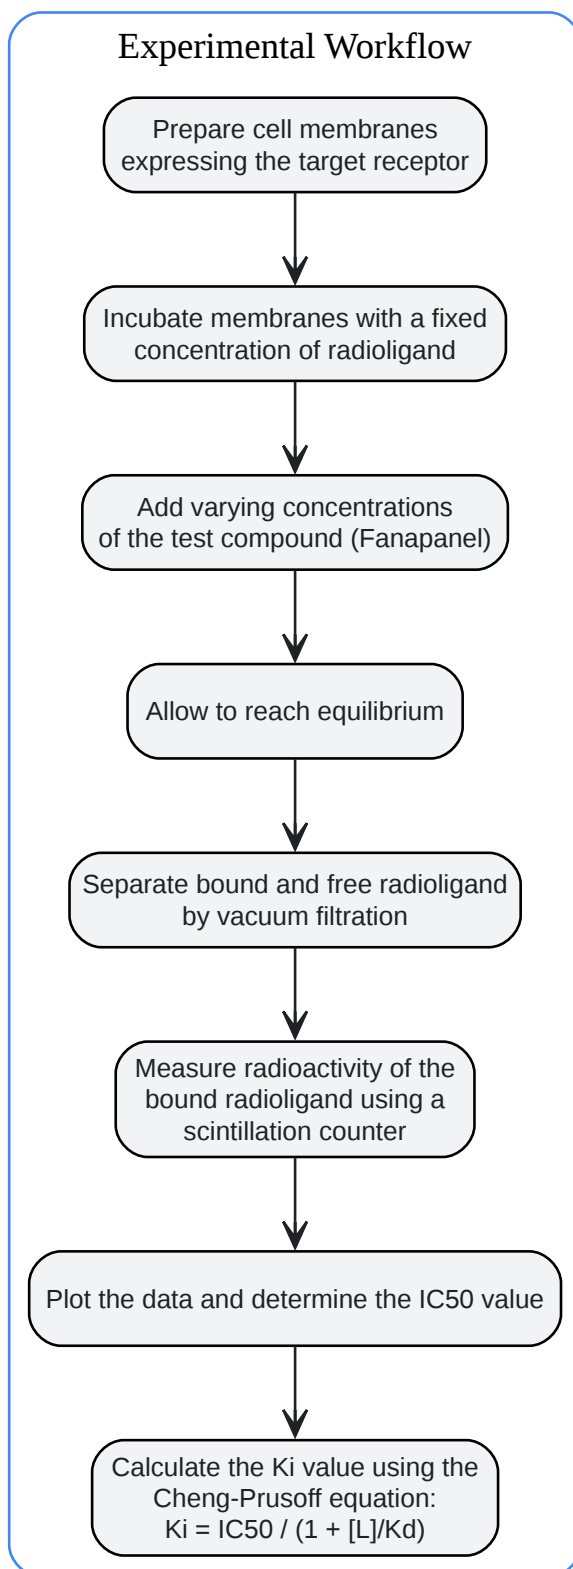 Experimental Workflow
Prepare cell membranes
expressing the target receptor
Incubate membranes with a fixed
concentration of radioligand
Add varying concentrations
of the test compound (Fanapanel)
Allow to reach equilibrium
Separate bound and free radioligand
by vacuum filtration
Measure radioactivity of the
bound radioligand using a
scintillation counter
Plot the data and determine the IC50 value
Calculate the Ki value using the
Cheng-Prusoff equation:
Ki = IC50 / (1 + [L]/Kd)